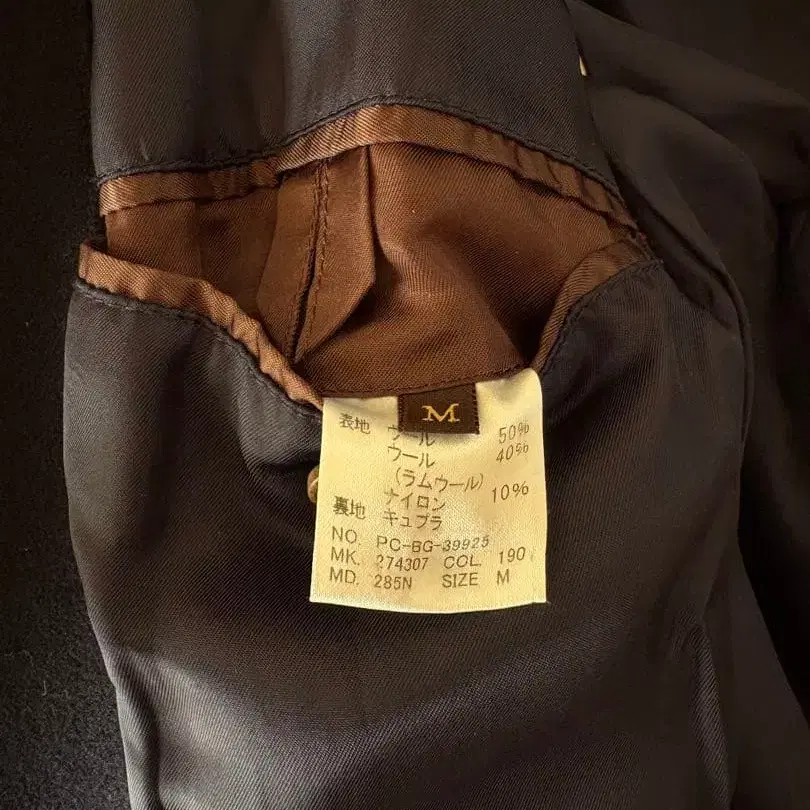 M
表地 ウール 50%
ウール 40%
(ラムウール)
ナイロン 10%
裏地 キュプラ
NO. PC-BG-39925
MK. 274307 COL. 190
MD. 285N SIZE M